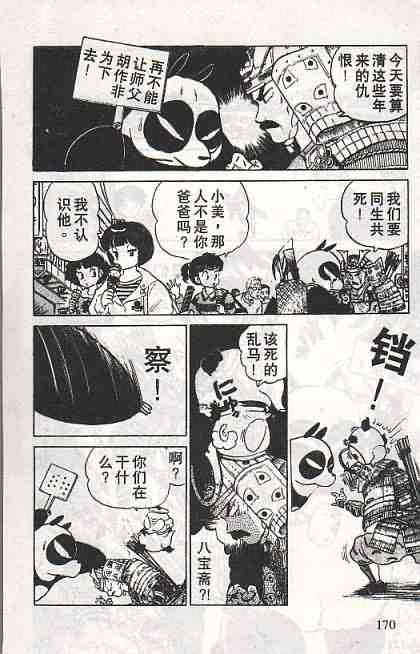 今天要算
清这些年
来的仇
恨！
再不能
让师父
胡作非
为下
去！
我们要
同生共
死！
小美，那
人不是你
爸爸吗？
我不认
识他。
铛！
该死的
乱马！
八宝斋？！
察！
啊？
你们在
干什
么？
170